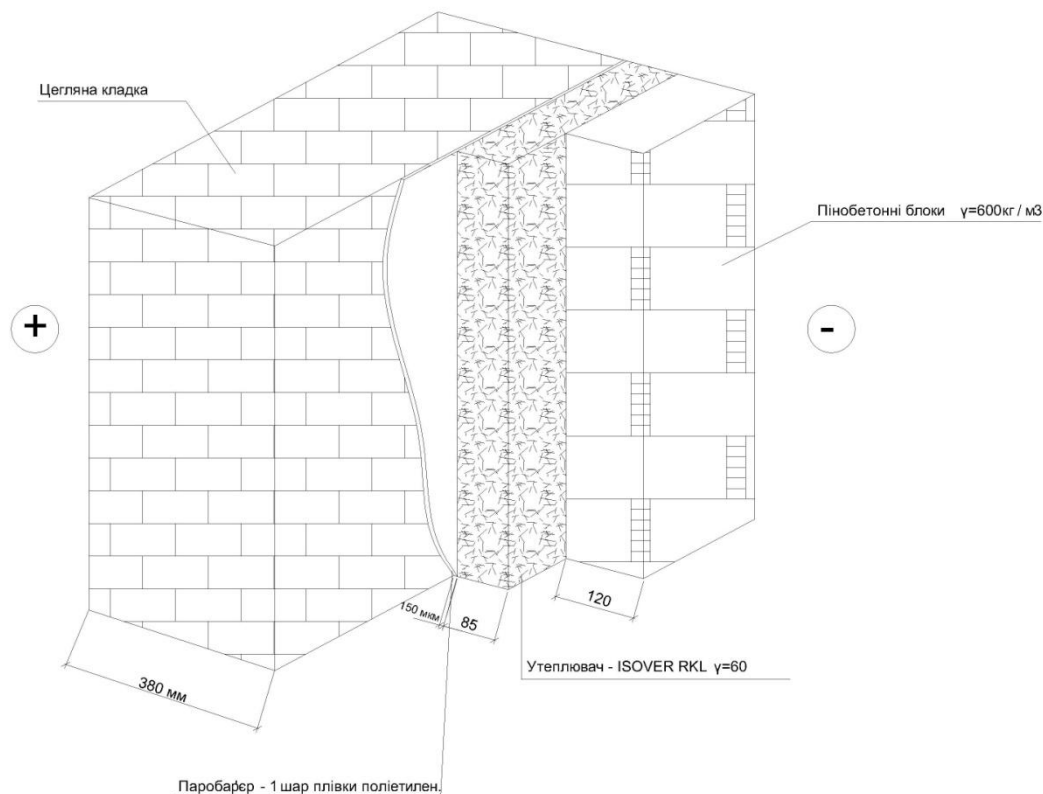 Цегляна кладка
Пінобетонні блоки γ=600кг / м3
+
-
150 мкм
85
120
Утеплювач - ISOVER RKL γ=60
380 мм
Паробар'єр - 1 шар плівки поліетилен.